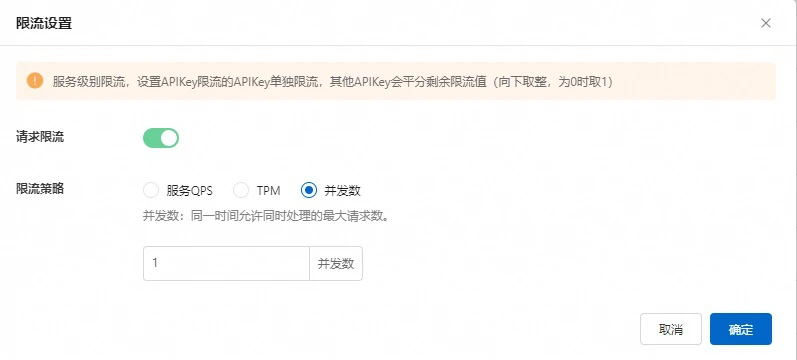 限流设置
服务级别限流，设置APIKey限流的APIKey单独限流，其他APIKey会平分剩余限流值（向下取整，为0时取1）
请求限流
限流策略 服务QPS TPM 并发数
并发数：同一时间允许同时处理的最大请求数。
1 并发数
取消 确定